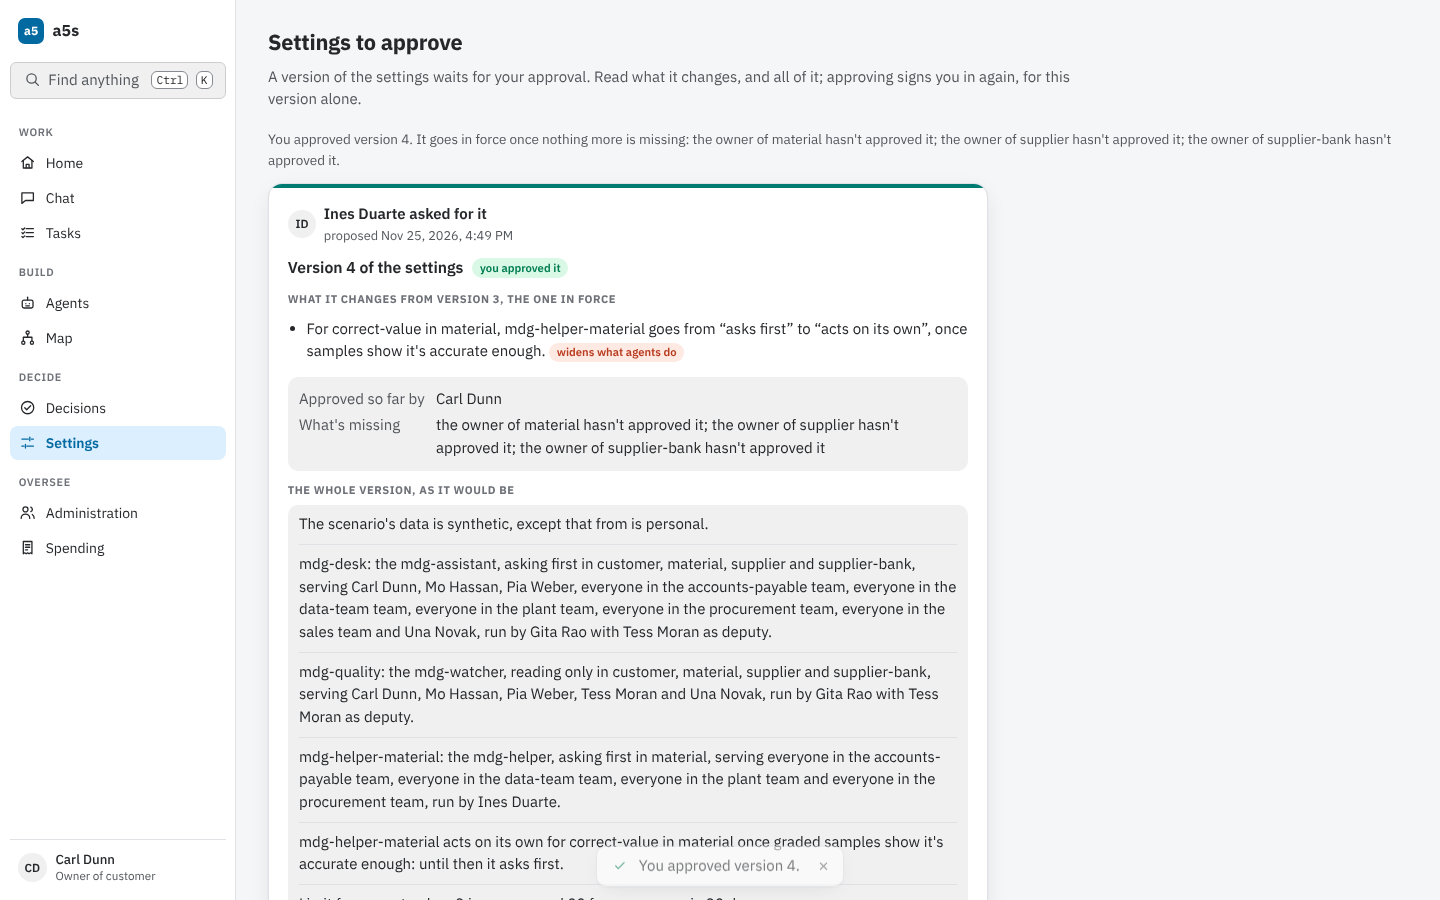 a5 a5s
Find anything Ctrl K
WORK
Home
Chat
Tasks
BUILD
Agents
Map
DECIDE
Decisions
Settings
OVERSEE
Administration
Spending
CD Carl Dunn
Owner of customer
Settings to approve
A version of the settings waits for your approval. Read what it changes, and all of it; approving signs you in again, for this
version alone.
You approved version 4. It goes in force once nothing more is missing: the owner of material hasn't approved it; the owner of supplier hasn't approved it; the owner of supplier-bank hasn't
approved it.
ID Ines Duarte asked for it
proposed Nov 25, 2026, 4:49 PM
Version 4 of the settings you approved it
WHAT IT CHANGES FROM VERSION 3, THE ONE IN FORCE
• For correct-value in material, mdg-helper-material goes from “asks first” to “acts on its own”, once
samples show it's accurate enough. widens what agents do
Approved so far by Carl Dunn
What's missing the owner of material hasn't approved it; the owner of supplier hasn't
approved it; the owner of supplier-bank hasn't approved it
THE WHOLE VERSION, AS IT WOULD BE
The scenario's data is synthetic, except that from is personal.
mdg-desk: the mdg-assistant, asking first in customer, material, supplier and supplier-bank,
serving Carl Dunn, Mo Hassan, Pia Weber, everyone in the accounts-payable team, everyone in the
data-team team, everyone in the plant team, everyone in the procurement team, everyone in the
sales team and Una Novak, run by Gita Rao with Tess Moran as deputy.
mdg-quality: the mdg-watcher, reading only in customer, material, supplier and supplier-bank,
serving Carl Dunn, Mo Hassan, Pia Weber, Tess Moran and Una Novak, run by Gita Rao with Tess
Moran as deputy.
mdg-helper-material: the mdg-helper, asking first in material, serving everyone in the accounts-
payable team, everyone in the data-team team, everyone in the plant team and everyone in the
procurement team, run by Ines Duarte.
mdg-helper-material acts on its own for correct-value in material once graded samples show it's
accurate enough: until then it asks first.
You approved version 4.